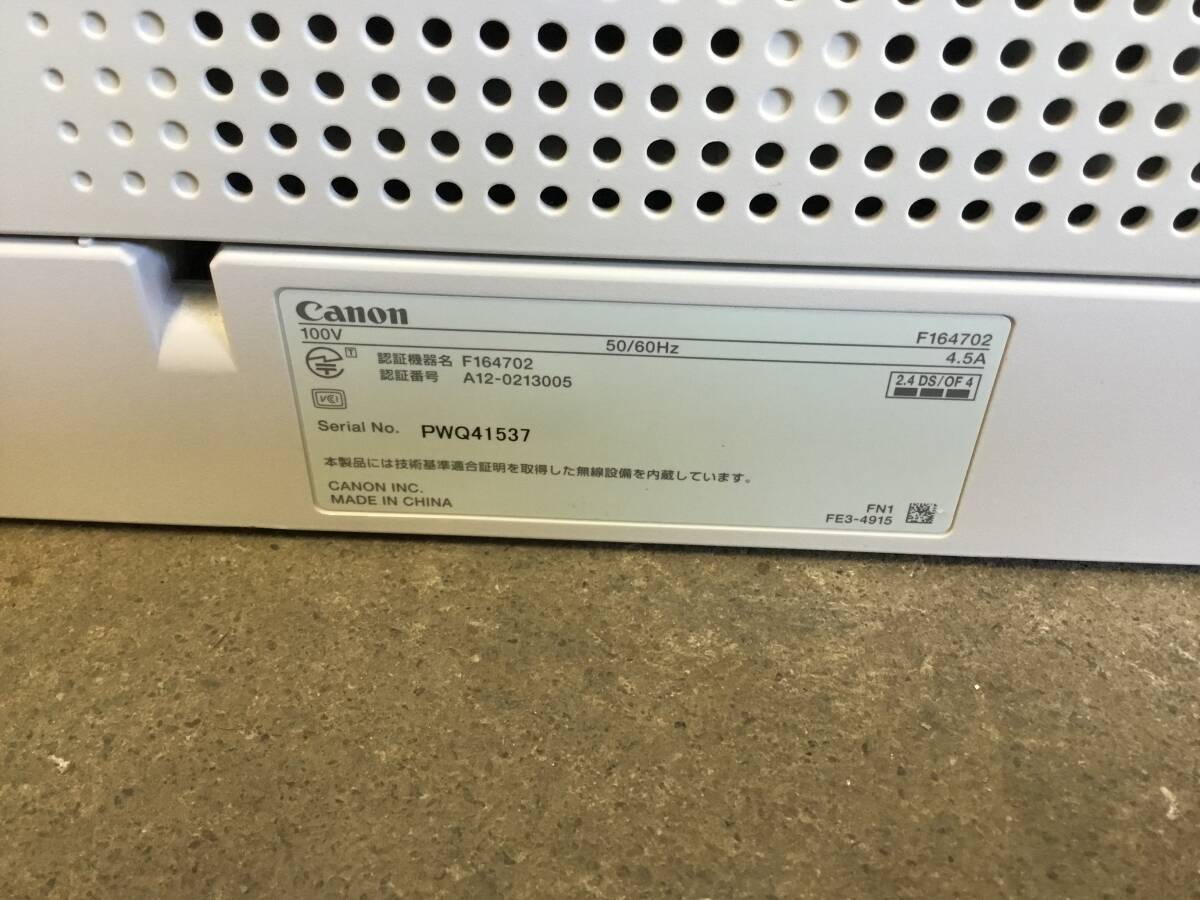 Canon
100V 50/60Hz F164702
4.5A
T 認証機器名 F164702
認証番号 A12-0213005
2.4 DS/OF 4
VCI
Serial No. PWQ41537
本製品には技術基準適合証明を取得した無線設備を内蔵しています。
CANON INC.
MADE IN CHINA
FN1
FE3-4915